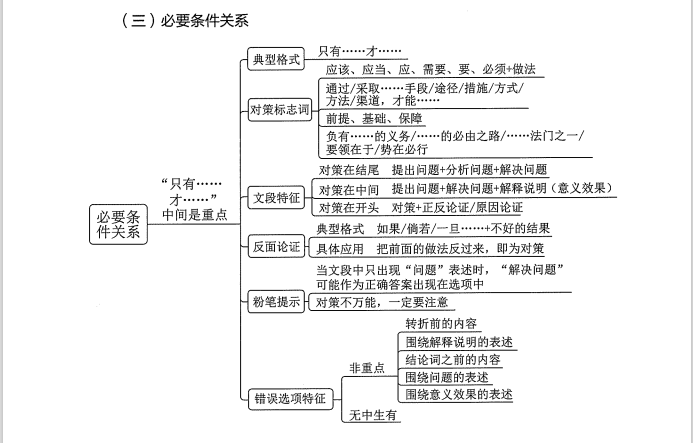 （三）必要条件关系
典型格式
只有……才……
对策标志词
应该、应当、应、需要、要、必须+做法
通过/采取……手段/途径/措施/方式/
方法/渠道，才能……
前提、基础、保障
负有……的义务/……的必由之路/……法门之一/
要领在于/势在必行
“只有……
才……”
中间是重点
必要条
件关系
文段特征
对策在结尾 提出问题+分析问题+解决问题
对策在中间 提出问题+解决问题+解释说明（意义效果）
对策在开头 对策+正反论证/原因论证
反面论证
典型格式 如果/倘若/一旦……+不好的结果
具体应用 把前面的做法反过来，即为对策
粉笔提示
当文段中只出现“问题”表述时，“解决问题”
可能作为正确答案出现在选项中
对策不万能，一定要注意
错误选项特征
非重点
转折前的内容
围绕解释说明的表述
结论词之前的内容
围绕问题的表述
围绕意义效果的表述
无中生有